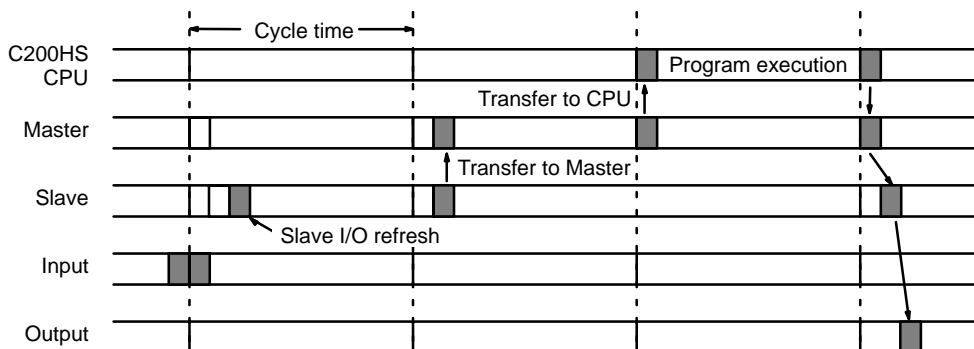 Cycle time
C200HS
CPU
Program execution
Transfer to CPU
Master
Transfer to Master
Slave
Slave I/O refresh
Input
Output